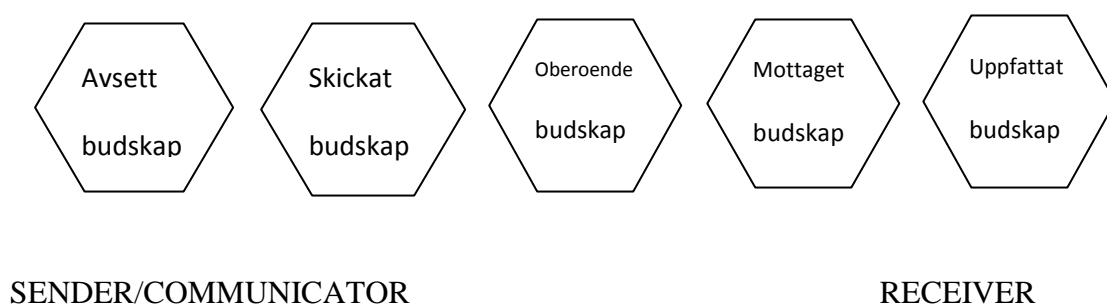 Avsett
budskap
Skickat
budskap
Oberoende
budskap
Mottaget
budskap
Uppfattat
budskap
SENDER/COMMUNICATOR
RECEIVER